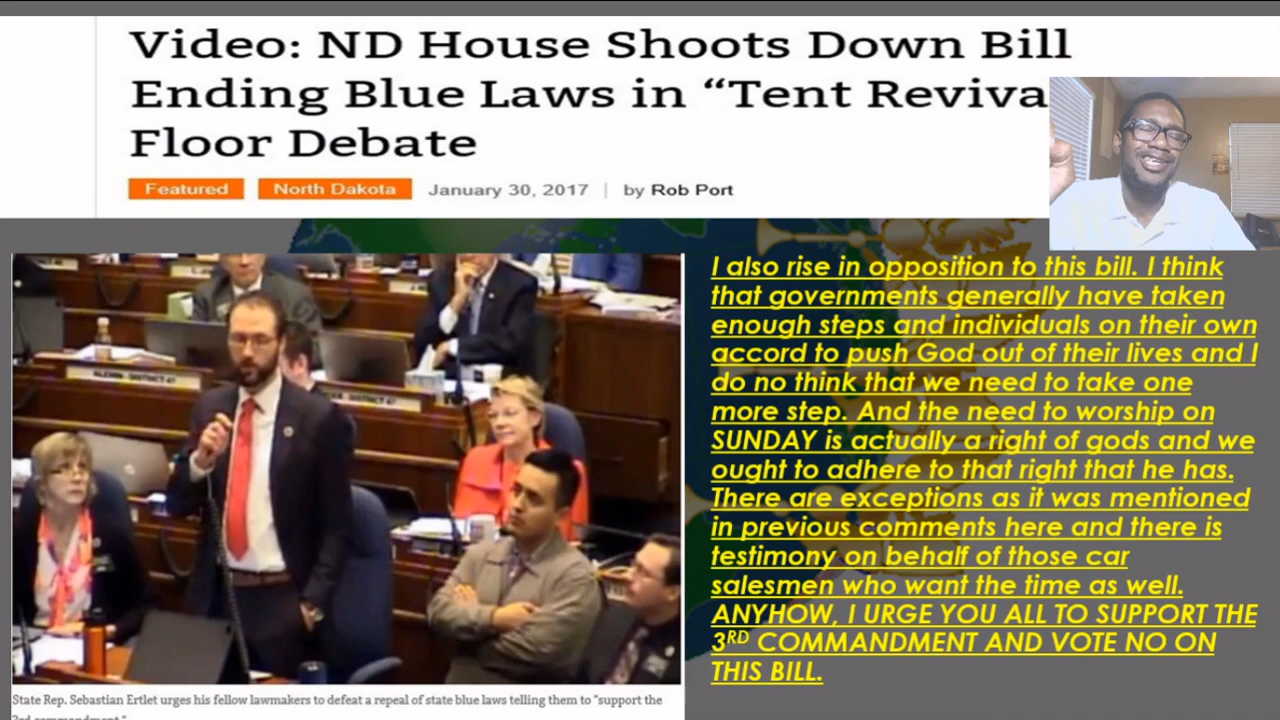 Video: ND House Shoots Down Bill
Ending Blue Laws in “Tent Reviva
Floor Debate
Featured North Dakota January 30, 2017 | by Rob Port
I also rise in opposition to this bill. I think
that governments generally have taken
enough steps and individuals on their own
accord to push God out of their lives and I
do no think that we need to take one
more step. And the need to worship on
SUNDAY is actually a right of gods and we
ought to adhere to that right that he has.
There are exceptions as it was mentioned
in previous comments here and there is
testimony on behalf of those car
salesmen who want the time as well.
ANYHOW, I URGE YOU ALL TO SUPPORT THE
3RD COMMANDMENT AND VOTE NO ON
THIS BILL.
State Rep. Sebastian Ertlet urges his fellow lawmakers to defeat a repeal of state blue laws telling them to “support the
3rd commandment.”